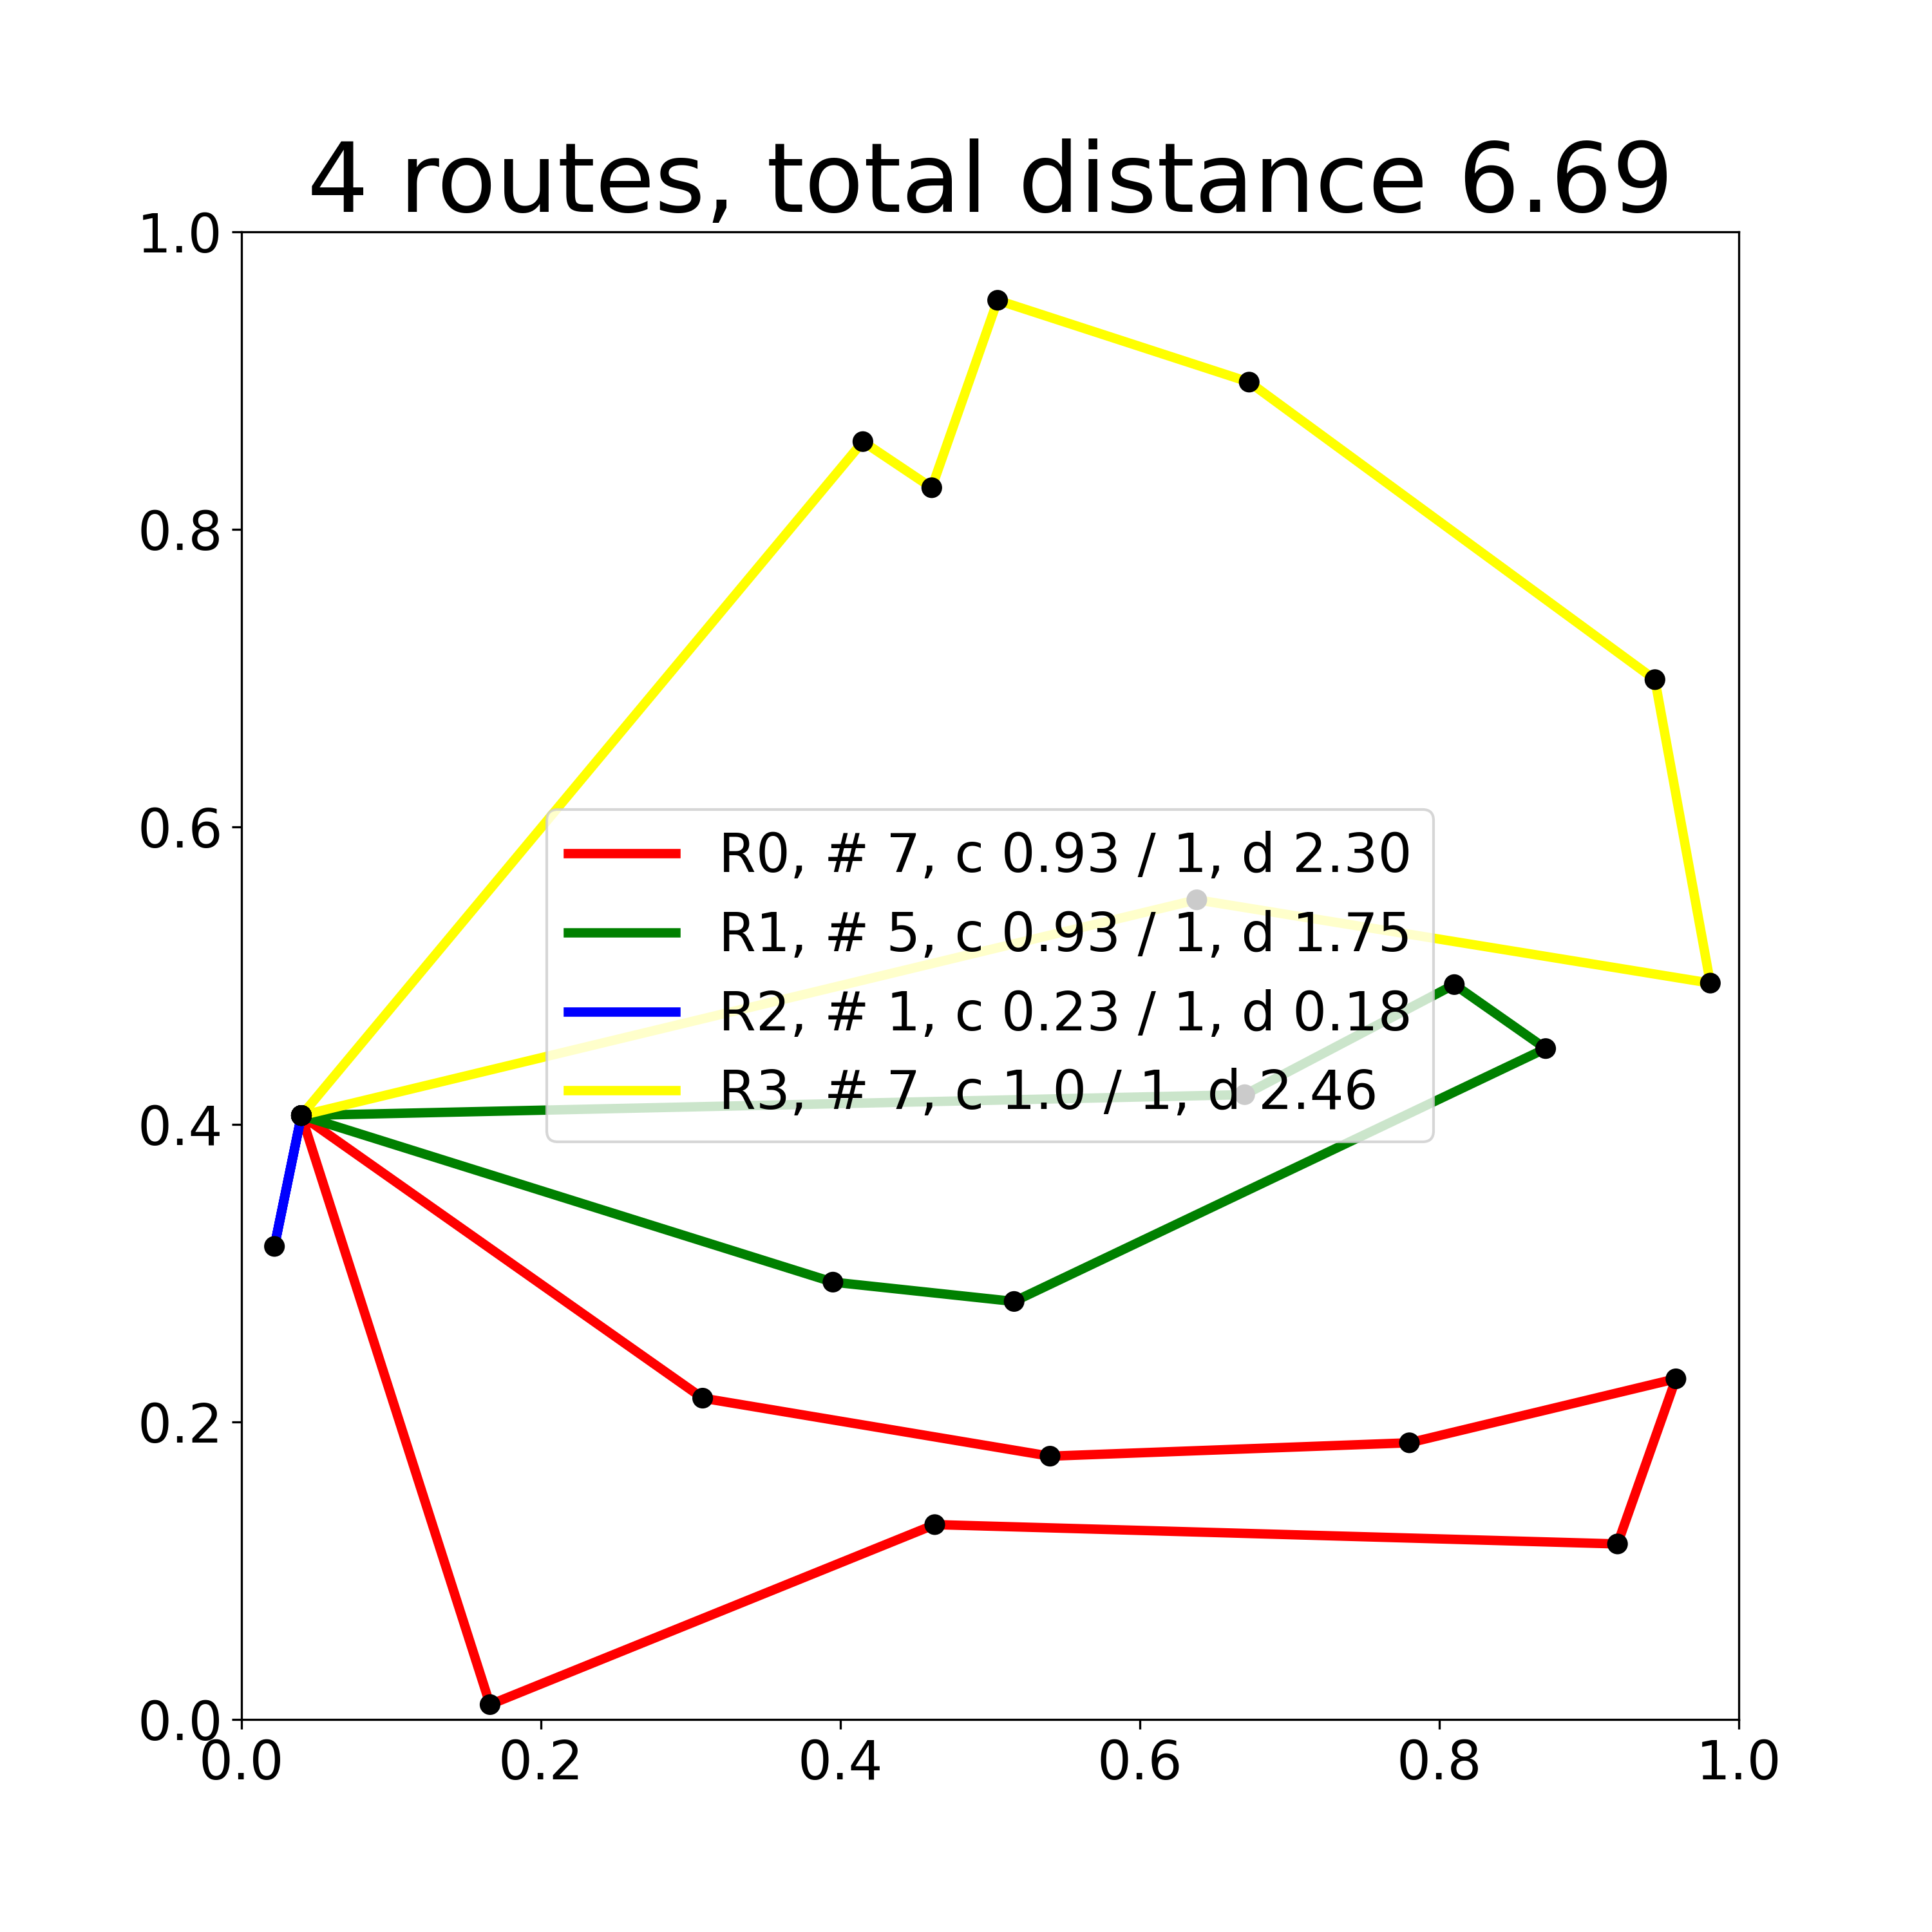 4 routes, total distance 6.69
1.0
0.8
0.6
0.4
0.2
0.0
R0, # 7, c 0.93 / 1, d 2.30
R1, # 5, c 0.93 / 1, d 1.75
R2, # 1, c 0.23 / 1, d 0.18
R3, # 7, c 1.0 / 1, d 2.46
0.0 0.2 0.4 0.6 0.8 1.0